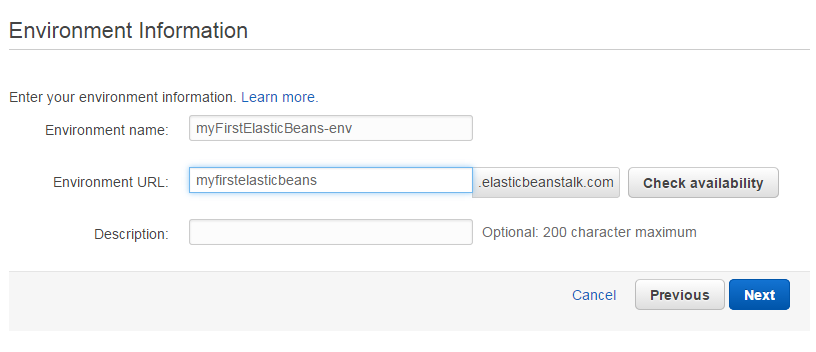 Environment Information
Enter your environment information. Learn more.
Environment name: myFirstElasticBeans-env
Environment URL: myfirstelasticbeans .elasticbeanstalk.com Check availability
Description: Optional: 200 character maximum
Cancel Previous Next